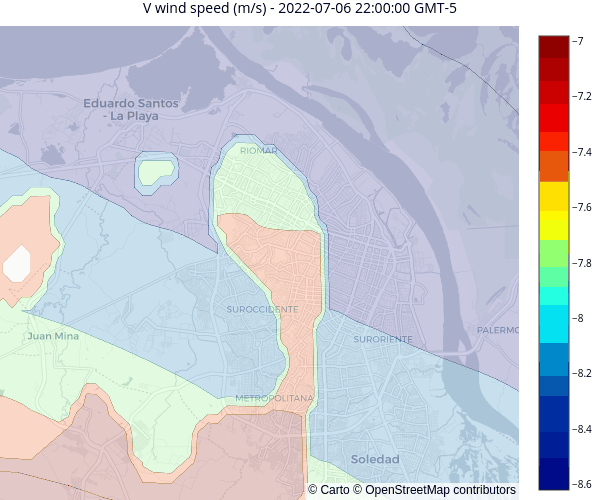 V wind speed (m/s) - 2022-07-06 22:00:00 GMT-5
-7
-7.2
-7.4
-7.6
-7.8
-8
-8.2
-8.4
-8.6
Eduardo Santos
- La Playa
RIOMAR
SUROCCIDENTE
Juan Mina
SURORIENTE
PALERMO
METROPOLITANA
Soledad
© Carto © OpenStreetMap contributors